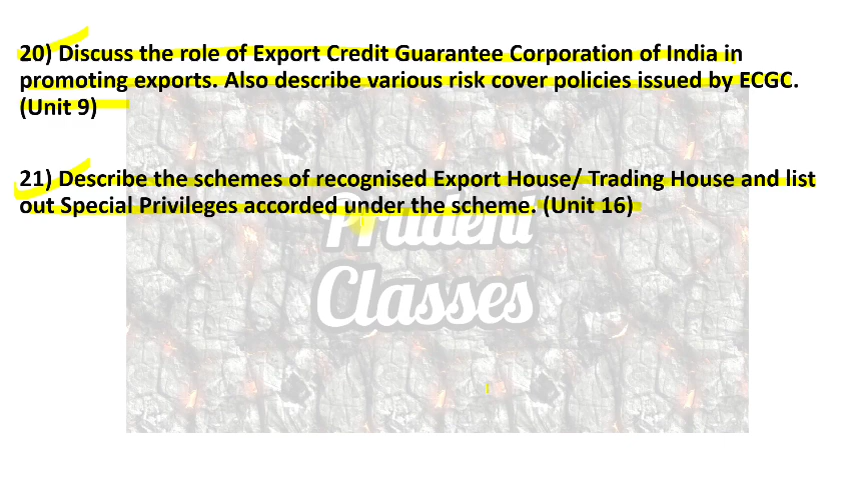 20) Discuss the role of Export Credit Guarantee Corporation of India in
promoting exports. Also describe various risk cover policies issued by ECGC.
(Unit 9)
21) Describe the schemes of recognised Export House/ Trading House and list
out Special Privileges accorded under the scheme. (Unit 16)
Prudent
Classes